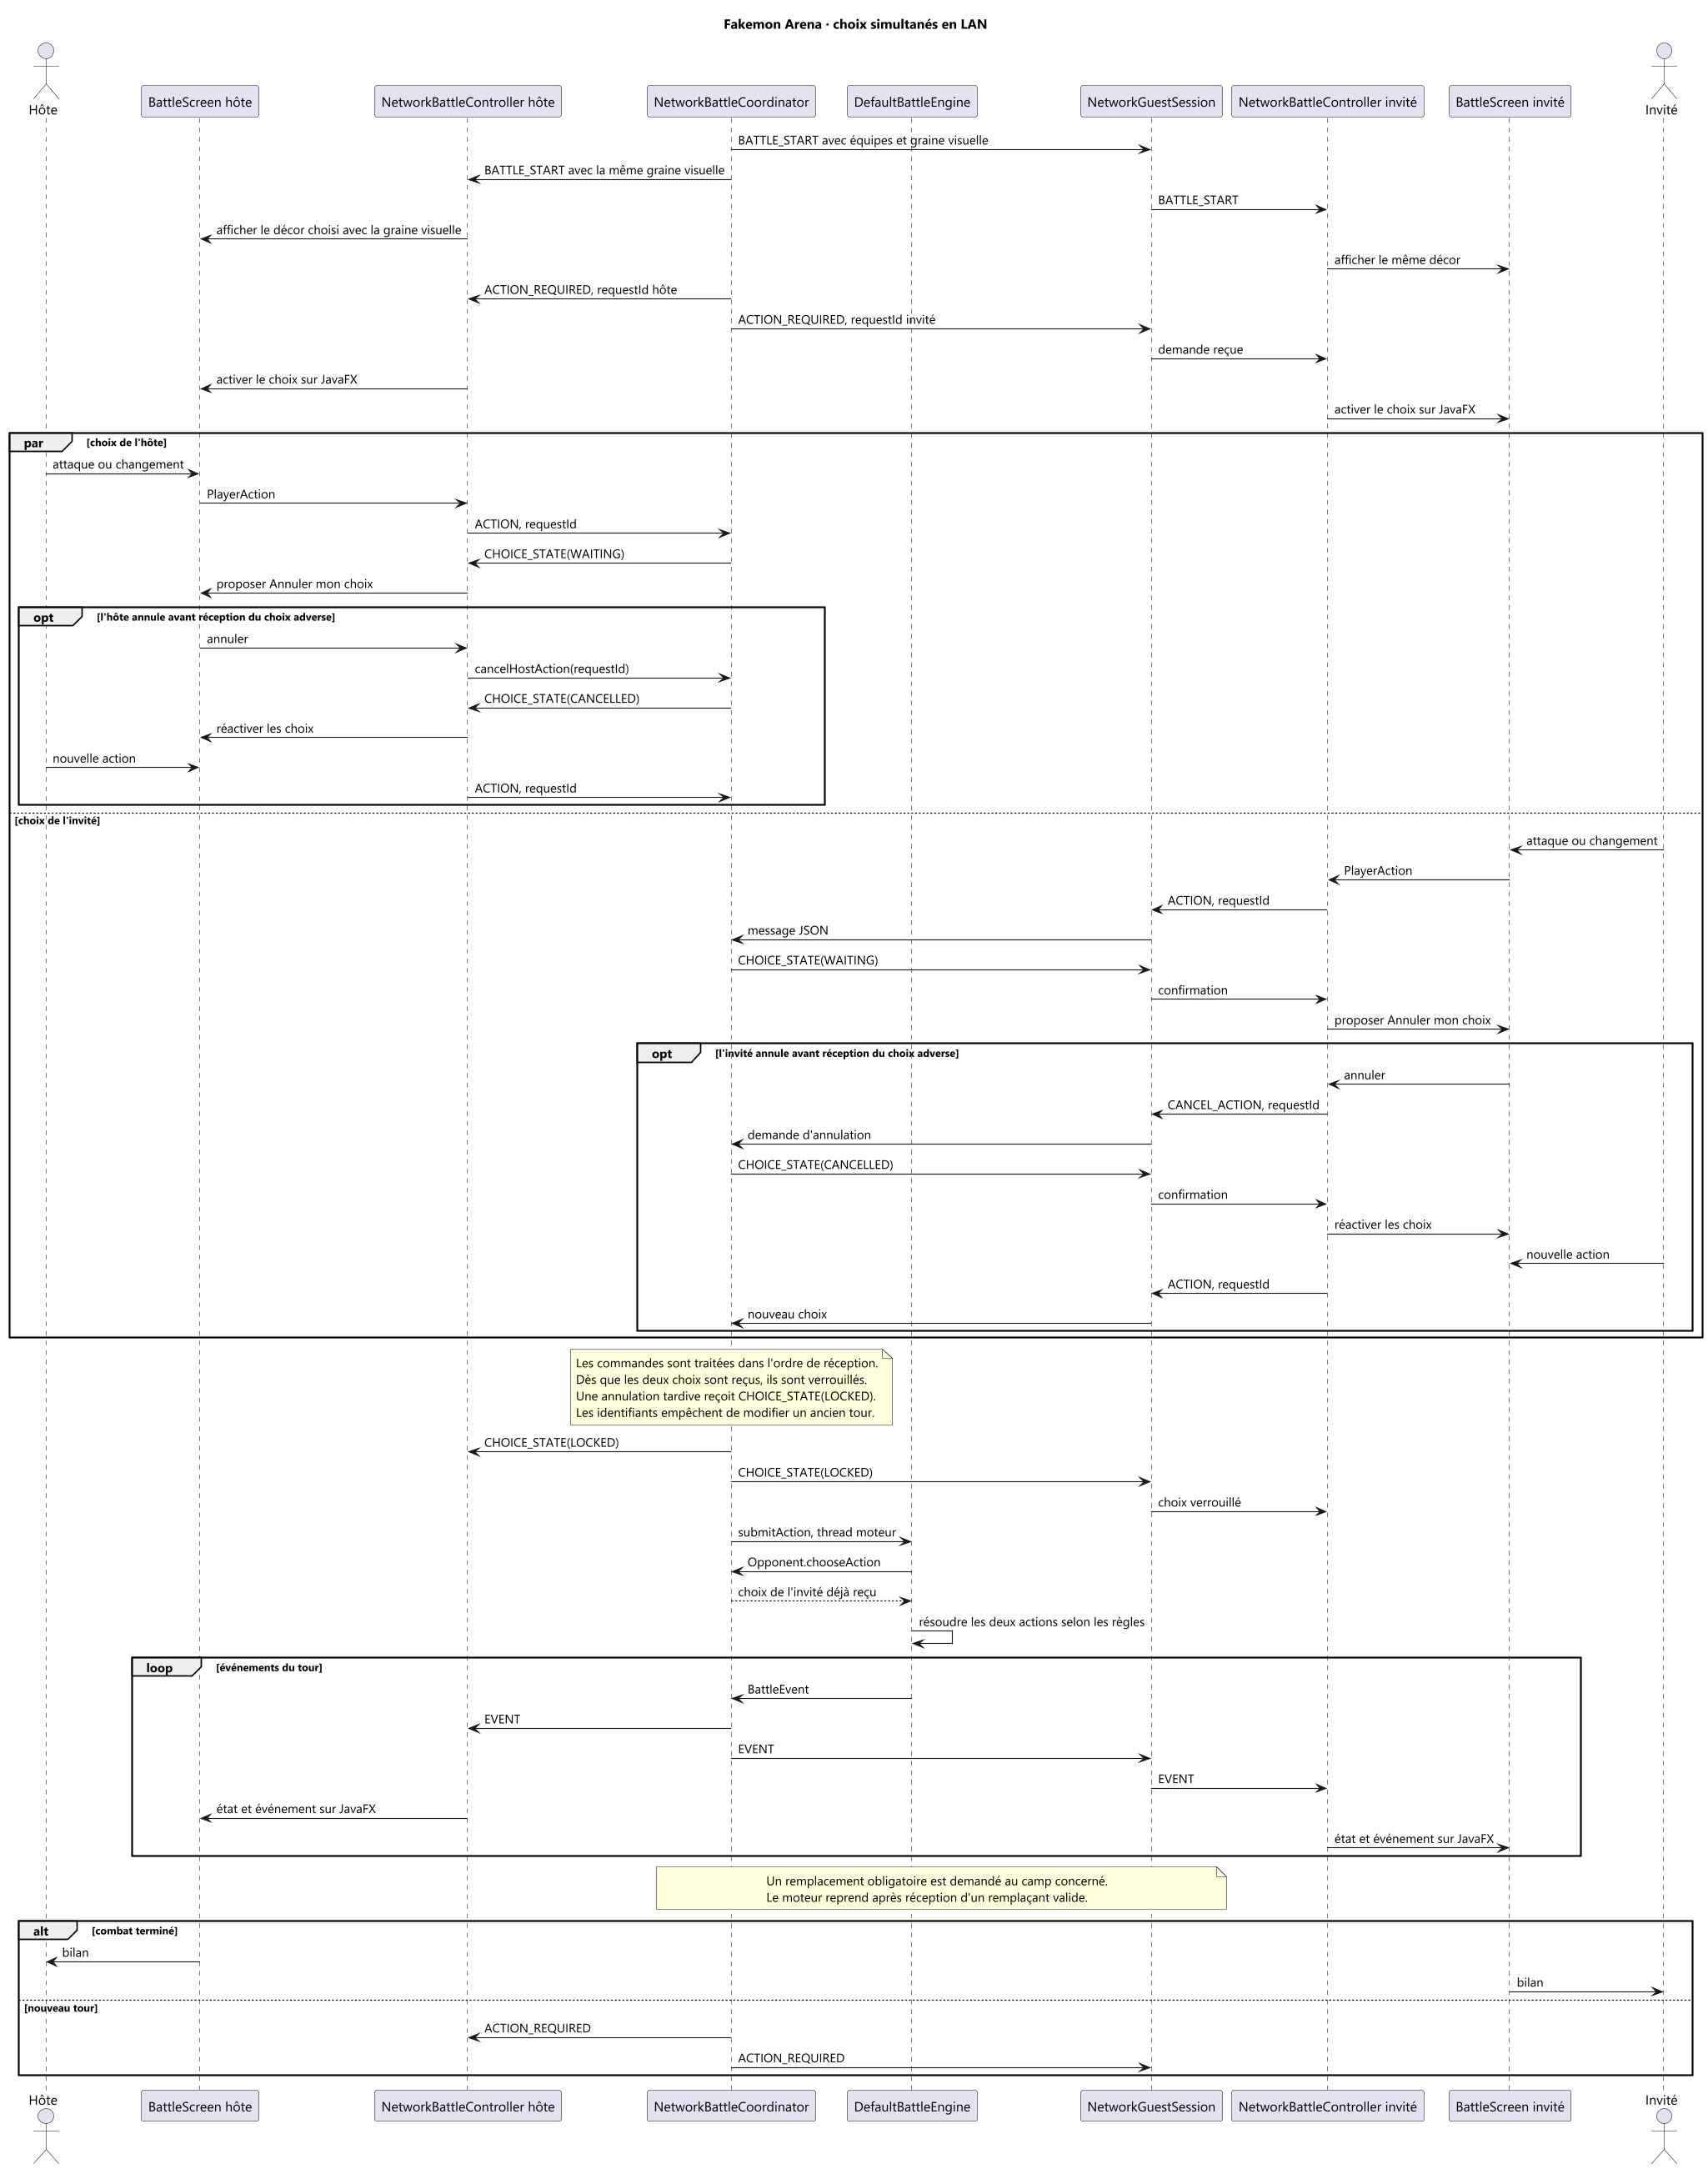 Fakemon Arena · choix simultanés en LAN
Hôte
BattleScreen hôte
NetworkBattleController hôte
NetworkBattleCoordinator
DefaultBattleEngine
NetworkGuestSession
NetworkBattleController invité
BattleScreen invité
Invité
BATTLE_START avec équipes et graine visuelle
BATTLE_START avec la même graine visuelle
BATTLE_START
afficher le décor choisi avec la graine visuelle
afficher le même décor
ACTION_REQUIRED, requestId hôte
ACTION_REQUIRED, requestId invité
demande reçue
activer le choix sur JavaFX
activer le choix sur JavaFX
par
[choix de l'hôte]
attaque ou changement
PlayerAction
ACTION, requestId
CHOICE_STATE(WAITING)
proposer Annuler mon choix
opt
[l'hôte annule avant réception du choix adverse]
annuler
cancelHostAction(requestId)
CHOICE_STATE(CANCELLED)
réactiver les choix
nouvelle action
ACTION, requestId
[choix de l'invité]
attaque ou changement
PlayerAction
ACTION, requestId
message JSON
CHOICE_STATE(WAITING)
confirmation
proposer Annuler mon choix
opt
[l'invité annule avant réception du choix adverse]
annuler
CANCEL_ACTION, requestId
demande d'annulation
CHOICE_STATE(CANCELLED)
confirmation
réactiver les choix
nouvelle action
ACTION, requestId
nouveau choix
Les commandes sont traitées dans l'ordre de réception.
Dès que les deux choix sont reçus, ils sont verrouillés.
Une annulation tardive reçoit CHOICE_STATE(LOCKED).
Les identifiants empêchent de modifier un ancien tour.
CHOICE_STATE(LOCKED)
CHOICE_STATE(LOCKED)
choix verrouillé
submitAction, thread moteur
Opponent.chooseAction
choix de l'invité déjà reçu
résoudre les deux actions selon les règles
loop
[événements du tour]
BattleEvent
EVENT
EVENT
EVENT
état et événement sur JavaFX
état et événement sur JavaFX
Un remplacement obligatoire est demandé au camp concerné.
Le moteur reprend après réception d'un remplaçant valide.
alt
[combat terminé]
bilan
bilan
[nouveau tour]
ACTION_REQUIRED
ACTION_REQUIRED
Hôte
BattleScreen hôte
NetworkBattleController hôte
NetworkBattleCoordinator
DefaultBattleEngine
NetworkGuestSession
NetworkBattleController invité
BattleScreen invité
Invité